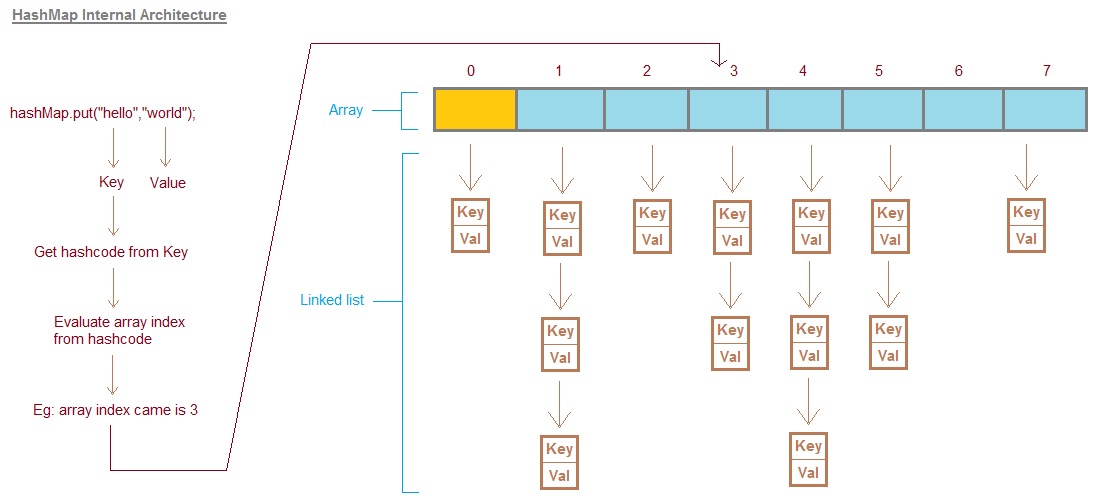 HashMap Internal Architecture
0 1 2 3 4 5 6 7
hashMap.put("hello","world");
Array
Key Value
Key Key Key Key Key Key Key
Val Val Val Val Val Val Val
Get hashcode from Key
Linked list
Evaluate array index
from hashcode
Key Key Key Key
Val Val Val Val
Eg: array index came is 3
Key Key
Val Val